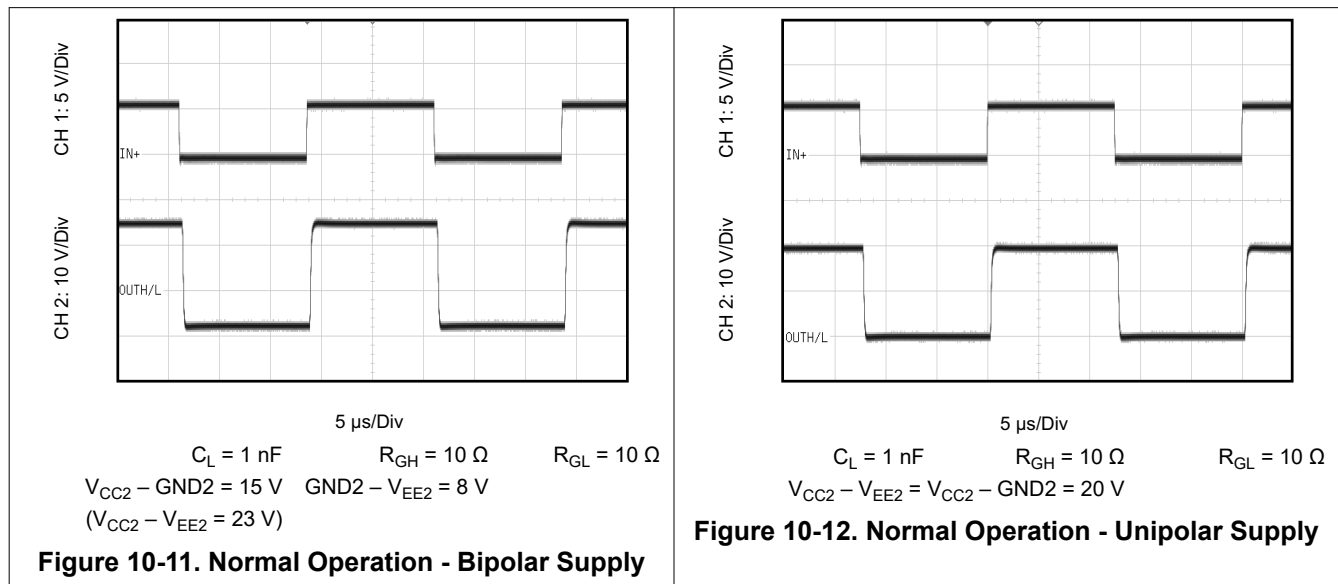 CH 1: 5 V/Div
IN+
CH 2: 10 V/Div
OUTH/L
5 µs/Div
C_L = 1 nF R_GH = 10 Ω R_GL = 10 Ω
V_CC2 – GND2 = 15 V GND2 – V_EE2 = 8 V
(V_CC2 – V_EE2 = 23 V)
Figure 10-11. Normal Operation - Bipolar Supply
CH 1: 5 V/Div
IN+
CH 2: 10 V/Div
OUTH/L
5 µs/Div
C_L = 1 nF R_GH = 10 Ω R_GL = 10 Ω
V_CC2 – V_EE2 = V_CC2 – GND2 = 20 V
Figure 10-12. Normal Operation - Unipolar Supply